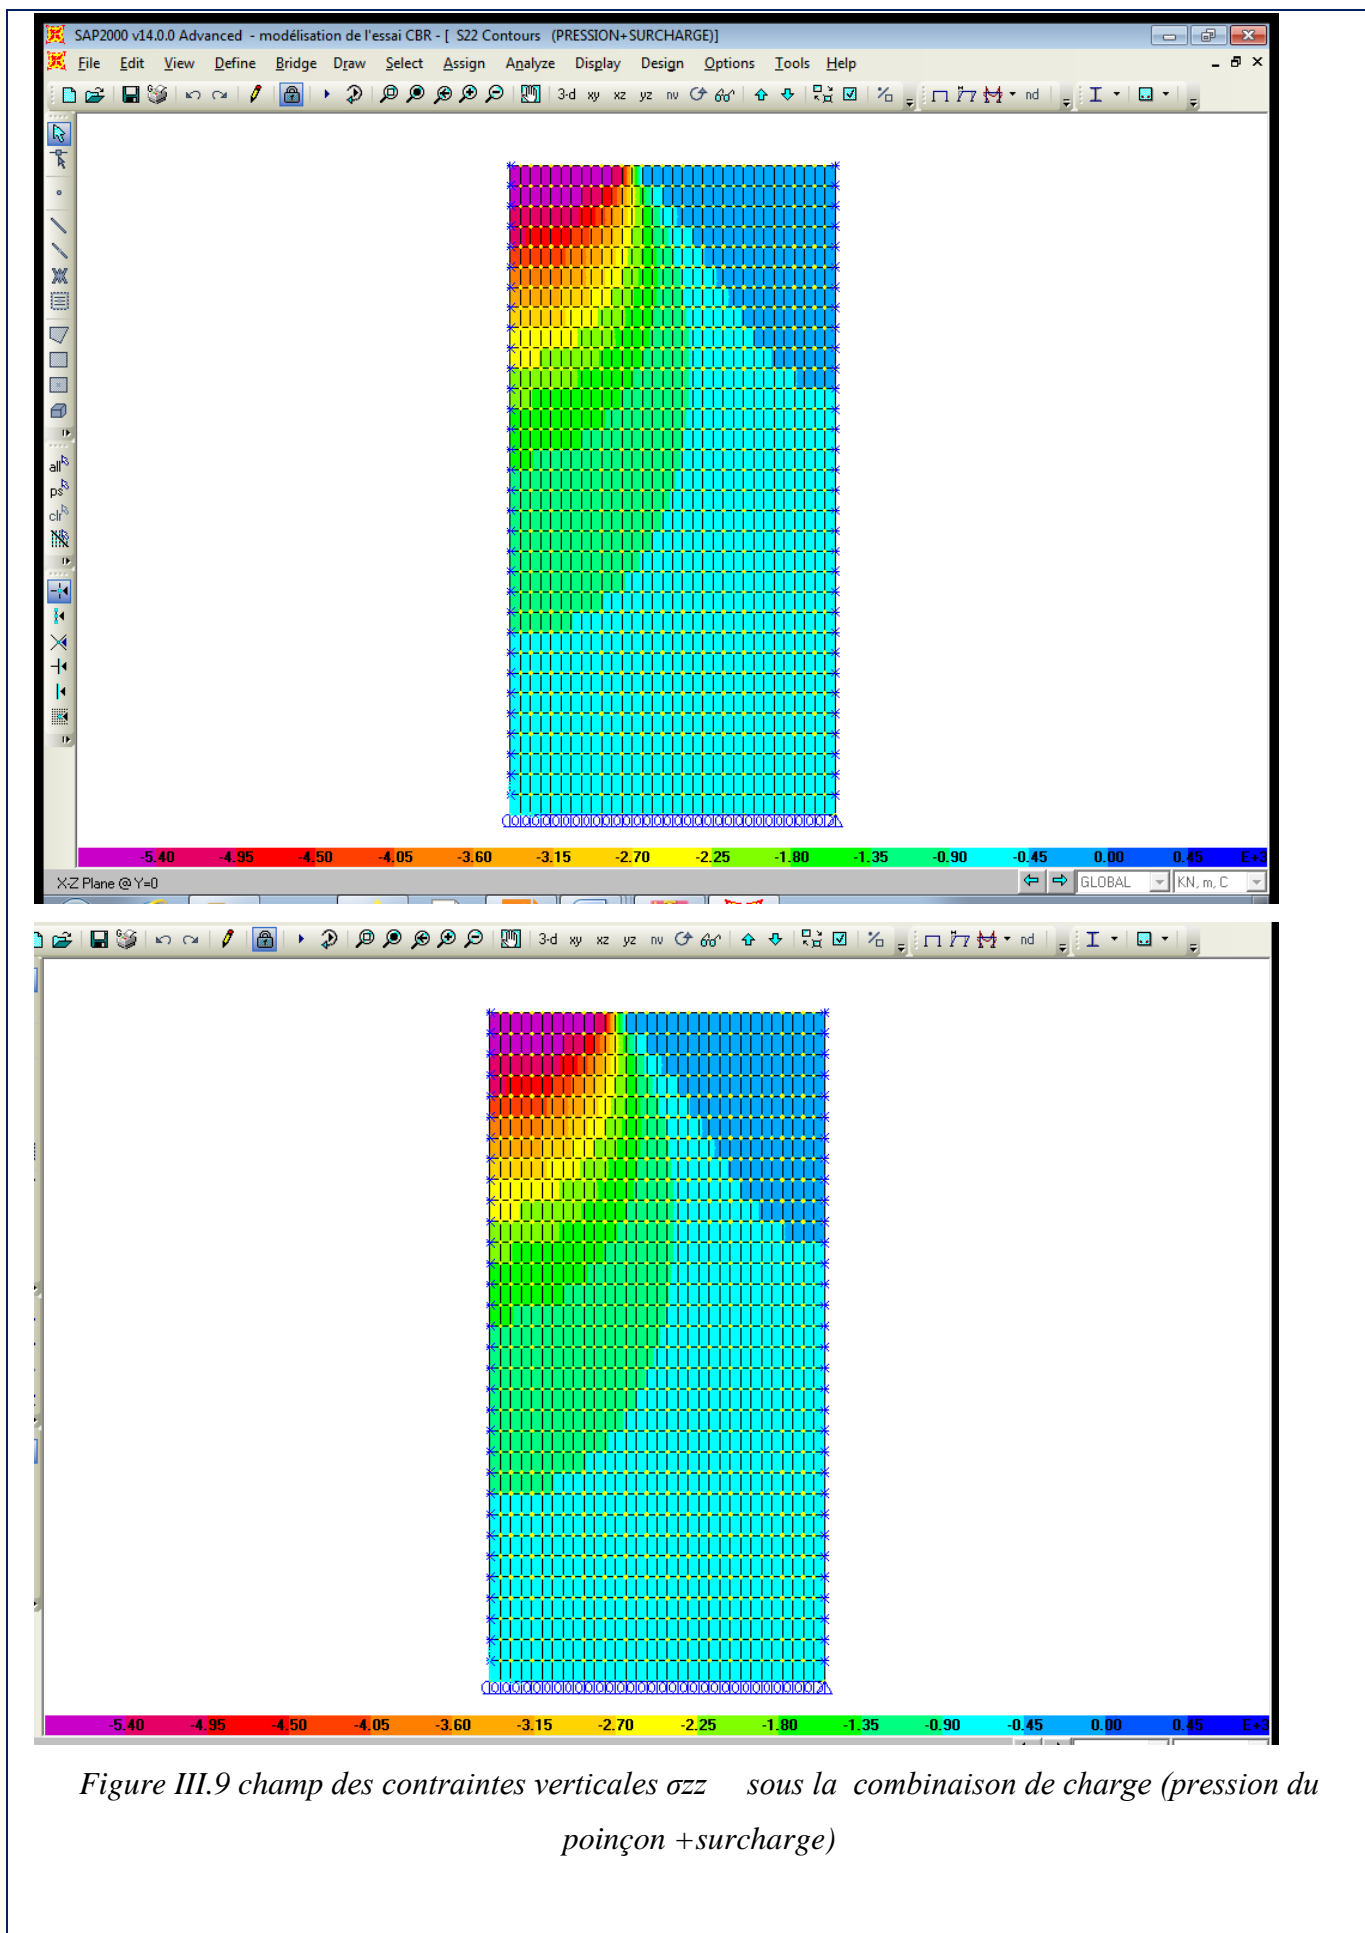 SAP2000 v14.0.0 Advanced - modélisation de l'essai CBR - [ S22 Contours (PRESSION+SURCHARGE)]
File Edit View Define Bridge Draw Select Assign Analyze Display Design Options Tools Help
3-d xy xz yz nv nd
all
ps
clr
-5.40 -4.95 -4.50 -4.05 -3.60 -3.15 -2.70 -2.25 -1.80 -1.35 -0.90 -0.45 0.00 0.45 E+3
X-Z Plane @ Y=0 GLOBAL KN, m, C
3-d xy xz yz nv nd
-5.40 -4.95 -4.50 -4.05 -3.60 -3.15 -2.70 -2.25 -1.80 -1.35 -0.90 -0.45 0.00 0.45 E+3
Figure III.9 champ des contraintes verticales σzz sous la combinaison de charge (pression du
poinçon +surcharge)